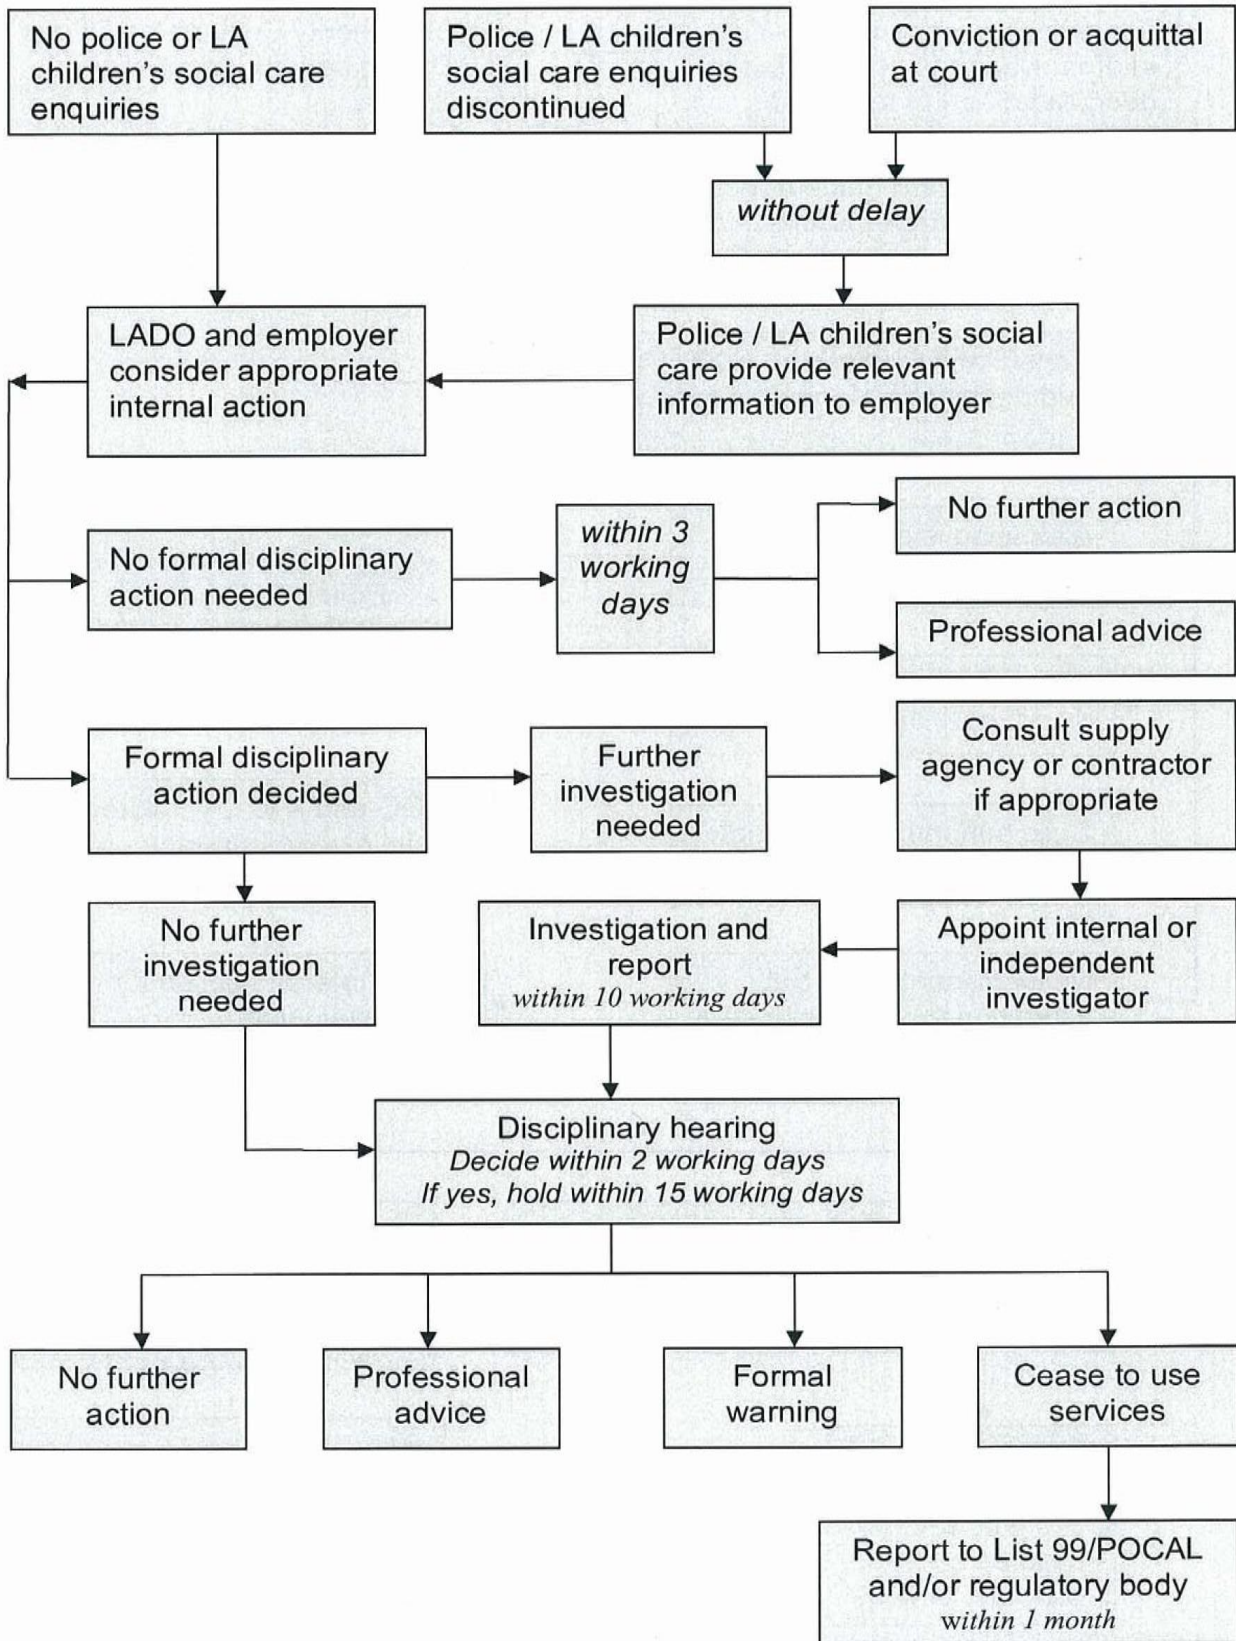 No police or LA
children's social care
enquiries
Police / LA children's
social care enquiries
discontinued
Conviction or acquittal
at court
without delay
LADO and employer
consider appropriate
internal action
Police / LA children's social
care provide relevant
information to employer
No formal disciplinary
action needed
within 3
working
days
No further action
Professional advice
Formal disciplinary
action decided
Further
investigation
needed
Consult supply
agency or contractor
if appropriate
No further
investigation
needed
Investigation and
report
within 10 working days
Appoint internal or
independent
investigator
Disciplinary hearing
Decide within 2 working days
If yes, hold within 15 working days
No further
action
Professional
advice
Formal
warning
Cease to use
services
Report to List 99/POCAL
and/or regulatory body
within 1 month